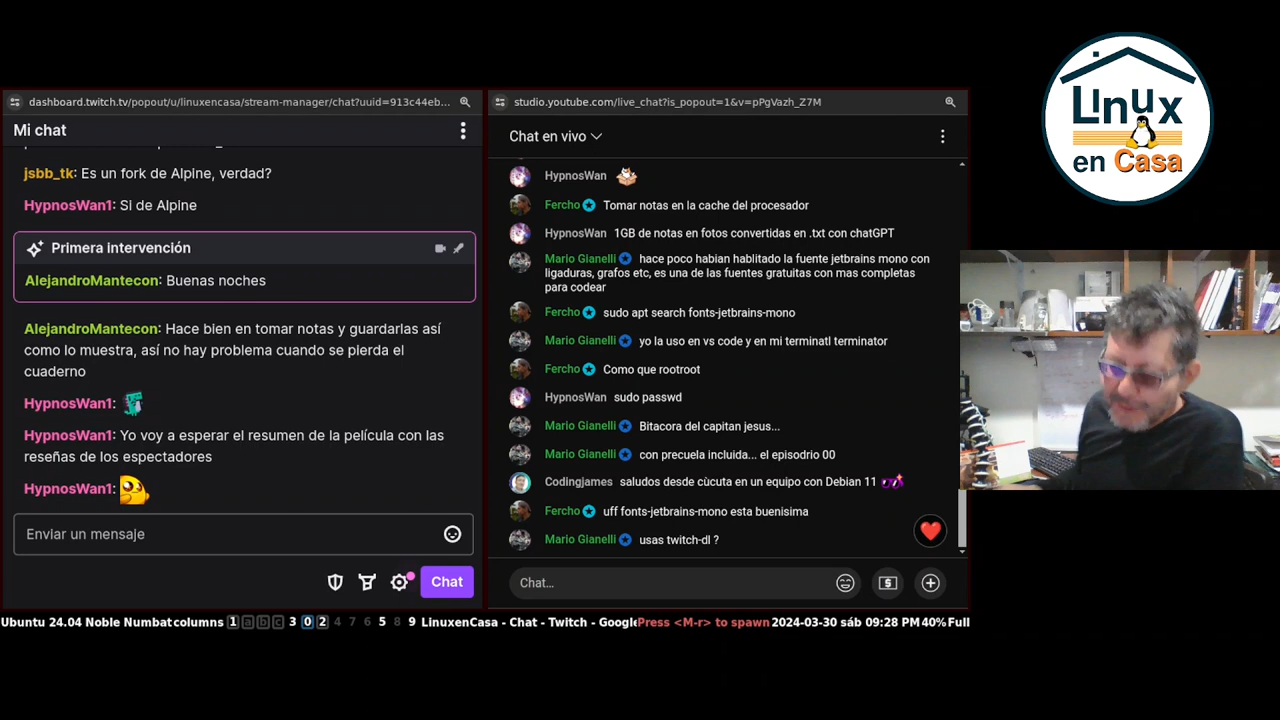 dashboard.twitch.tv/popout/u/linuxencasa/stream-manager/chat?uuid=913c44eb...
Mi chat
jsbb_tk: Es un fork de Alpine, verdad?
HypnosWan1: SI de Alpine
Primera intervención
AlejandroMantecon: Buenas noches
AlejandroMantecon: Hace bien en tomar notas y guardarlas así
como lo muestra, así no hay problema cuando se pierda el
cuaderno
HypnosWan1:
HypnosWan1: Yo voy a esperar el resumen de la película con las
reseñas de los espectadores
HypnosWan1:
Enviar un mensaje
Chat
studio.youtube.com/live_chat?is_popout=1&v=pPgVazh_Z7M
Chat en vivo
HypnosWan
Fercho Tomar notas en la cache del procesador
HypnosWan 1GB de notas en fotos convertidas en .txt con chatGPT
Mario Gianelli hace poco habian hablitado la fuente jetbrains mono con
ligaduras, grafos etc, es una de las fuentes gratuitas con mas completas
para codear
Fercho sudo apt search fonts-jetbrains-mono
Mario Gianelli yo la uso en vs code y en mi terminatl terminator
Fercho Como que rootroot
HypnosWan sudo passwd
Mario Gianelli Bitacora del capitan jesus...
Mario Gianelli con precuela incluida... el episodrio 00
Codingjames saludos desde cùcuta en un equipo con Debian 11
Fercho uff fonts-jetbrains-mono esta buenisima
Mario Gianelli usas twitch-dl ?
Chat...
Linux
en Casa
Ubuntu 24.04 Noble Numbat columns 1 a b c 3 0 2 4 7 6 5 8 9 LinuxenCasa - Chat - Twitch - Google Press <M-r> to spawn 2024-03-30 sáb 09:28 PM 40% Full